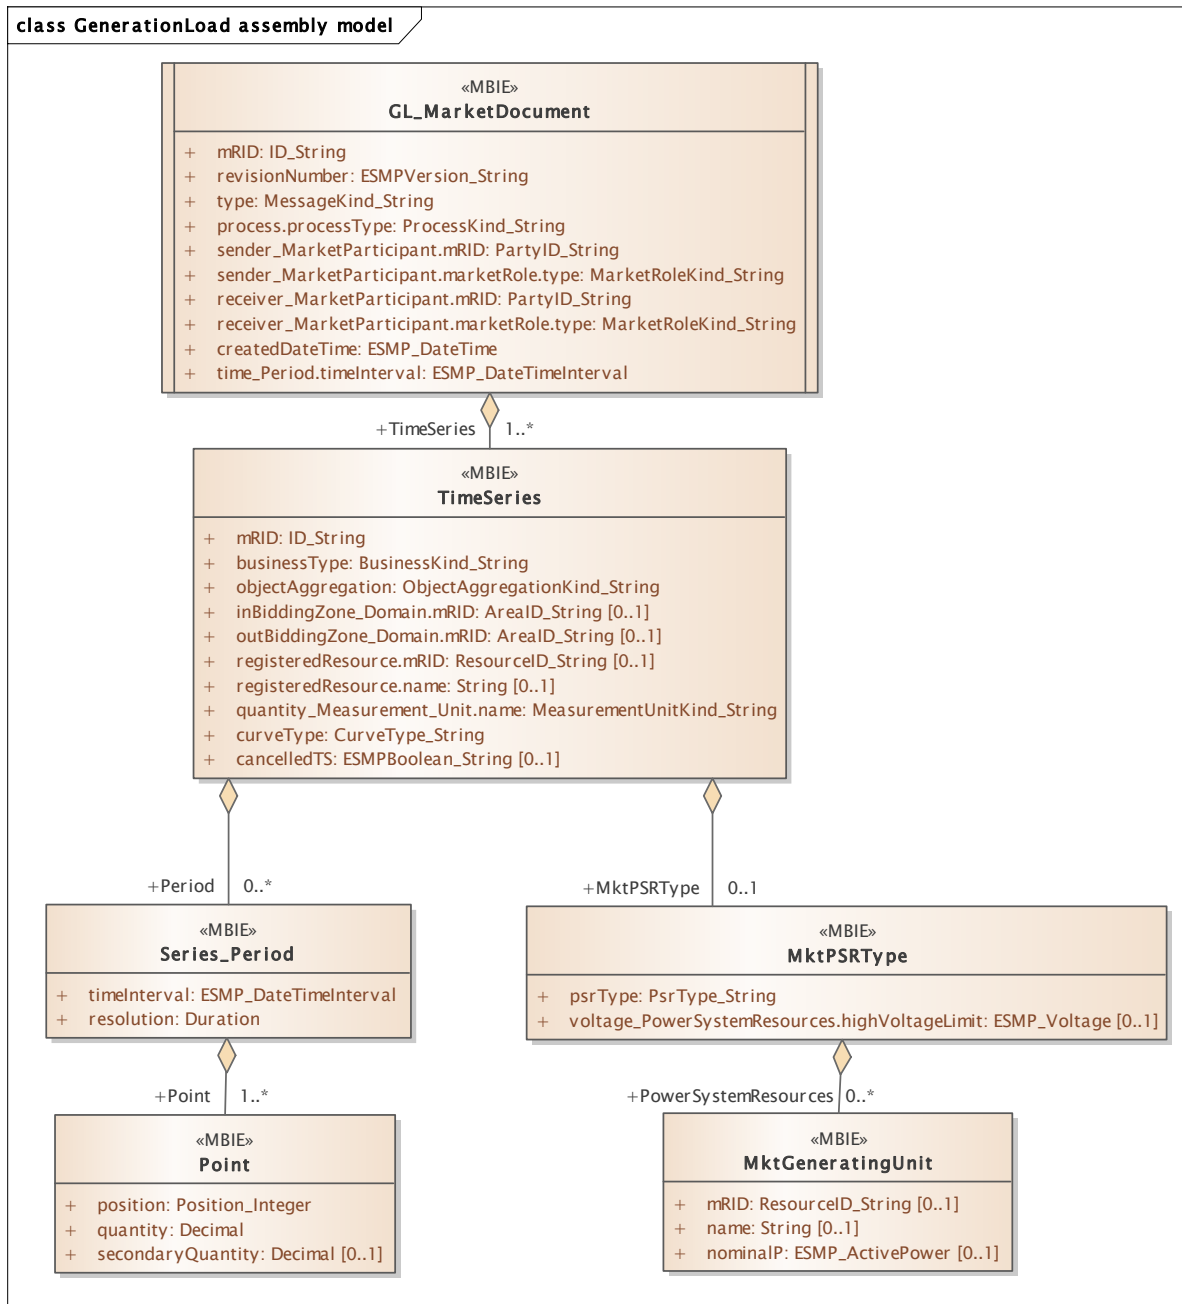 class GenerationLoad assembly model
«MBIE»
GL_MarketDocument
+ mRID: ID_String
+ revisionNumber: ESMPVersion_String
+ type: MessageKind_String
+ process.processType: ProcessKind_String
+ sender_MarketParticipant.mRID: PartyID_String
+ sender_MarketParticipant.marketRole.type: MarketRoleKind_String
+ receiver_MarketParticipant.mRID: PartyID_String
+ receiver_MarketParticipant.marketRole.type: MarketRoleKind_String
+ createdDateTime: ESMP_DateTime
+ time_Period.timeInterval: ESMP_DateTimeInterval
+TimeSeries 1..*
«MBIE»
TimeSeries
+ mRID: ID_String
+ businessType: BusinessKind_String
+ objectAggregation: ObjectAggregationKind_String
+ inBiddingZone_Domain.mRID: AreaID_String [0..1]
+ outBiddingZone_Domain.mRID: AreaID_String [0..1]
+ registeredResource.mRID: ResourceID_String [0..1]
+ registeredResource.name: String [0..1]
+ quantity_Measurement_Unit.name: MeasurementUnitKind_String
+ curveType: CurveType_String
+ cancelledTS: ESMPBoolean_String [0..1]
+Period 0..*
«MBIE»
Series_Period
+ timeInterval: ESMP_DateTimeInterval
+ resolution: Duration
+Point 1..*
«MBIE»
Point
+ position: Position_Integer
+ quantity: Decimal
+ secondaryQuantity: Decimal [0..1]
+MktPSRType 0..1
«MBIE»
MktPSRType
+ psrType: PsrType_String
+ voltage_PowerSystemResources.highVoltageLimit: ESMP_Voltage [0..1]
+PowerSystemResources 0..*
«MBIE»
MktGeneratingUnit
+ mRID: ResourceID_String [0..1]
+ name: String [0..1]
+ nominalP: ESMP_ActivePower [0..1]